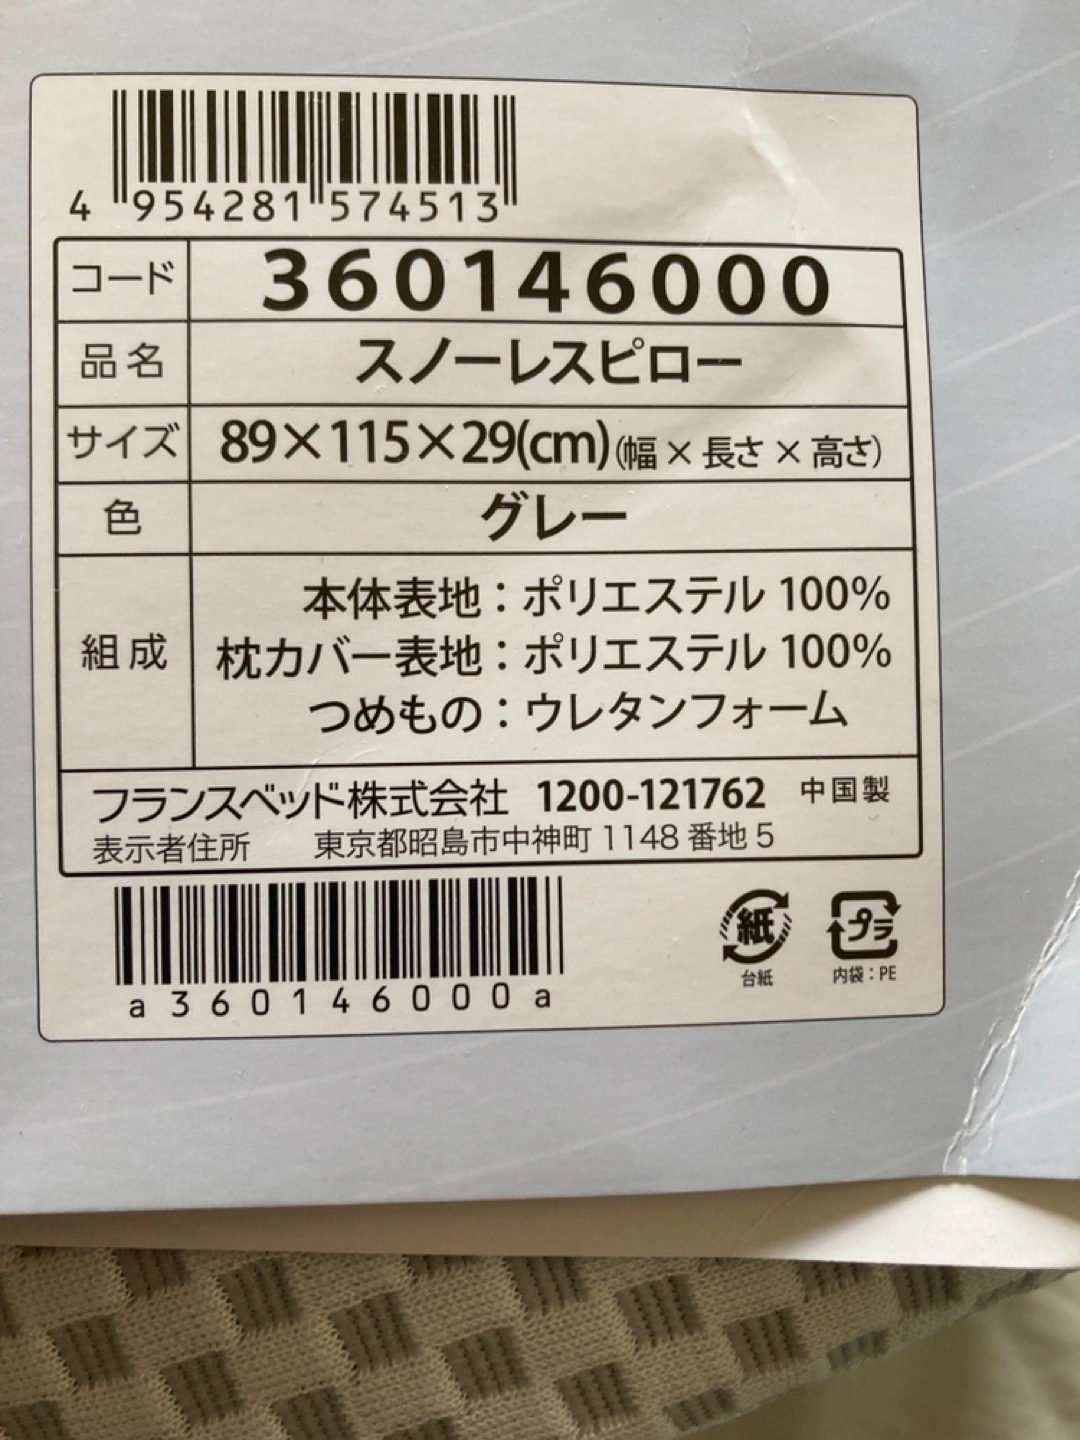 4 954281 574513
コード 360146000
品名 スノーレスピロー
サイズ 89×115×29(cm)(幅×長さ×高さ)
色 グレー
組成 本体表地：ポリエステル 100%
枕カバー表地：ポリエステル 100%
つめもの：ウレタンフォーム
フランスベッド株式会社 1200-121762 中国製
表示者住所 東京都昭島市中神町 1148 番地 5
a360146000a
紙 プラ
台紙 内袋：PE